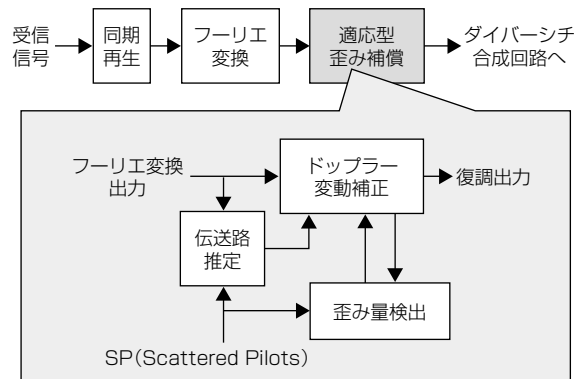 受信
信号
同期
再生
フーリエ
変換
適応型
歪み補償
ダイバーシチ
合成回路へ
フーリエ変換
出力
ドップラー
変動補正
復調出力
伝送路
推定
歪み量検出
SP(Scattered Pilots)